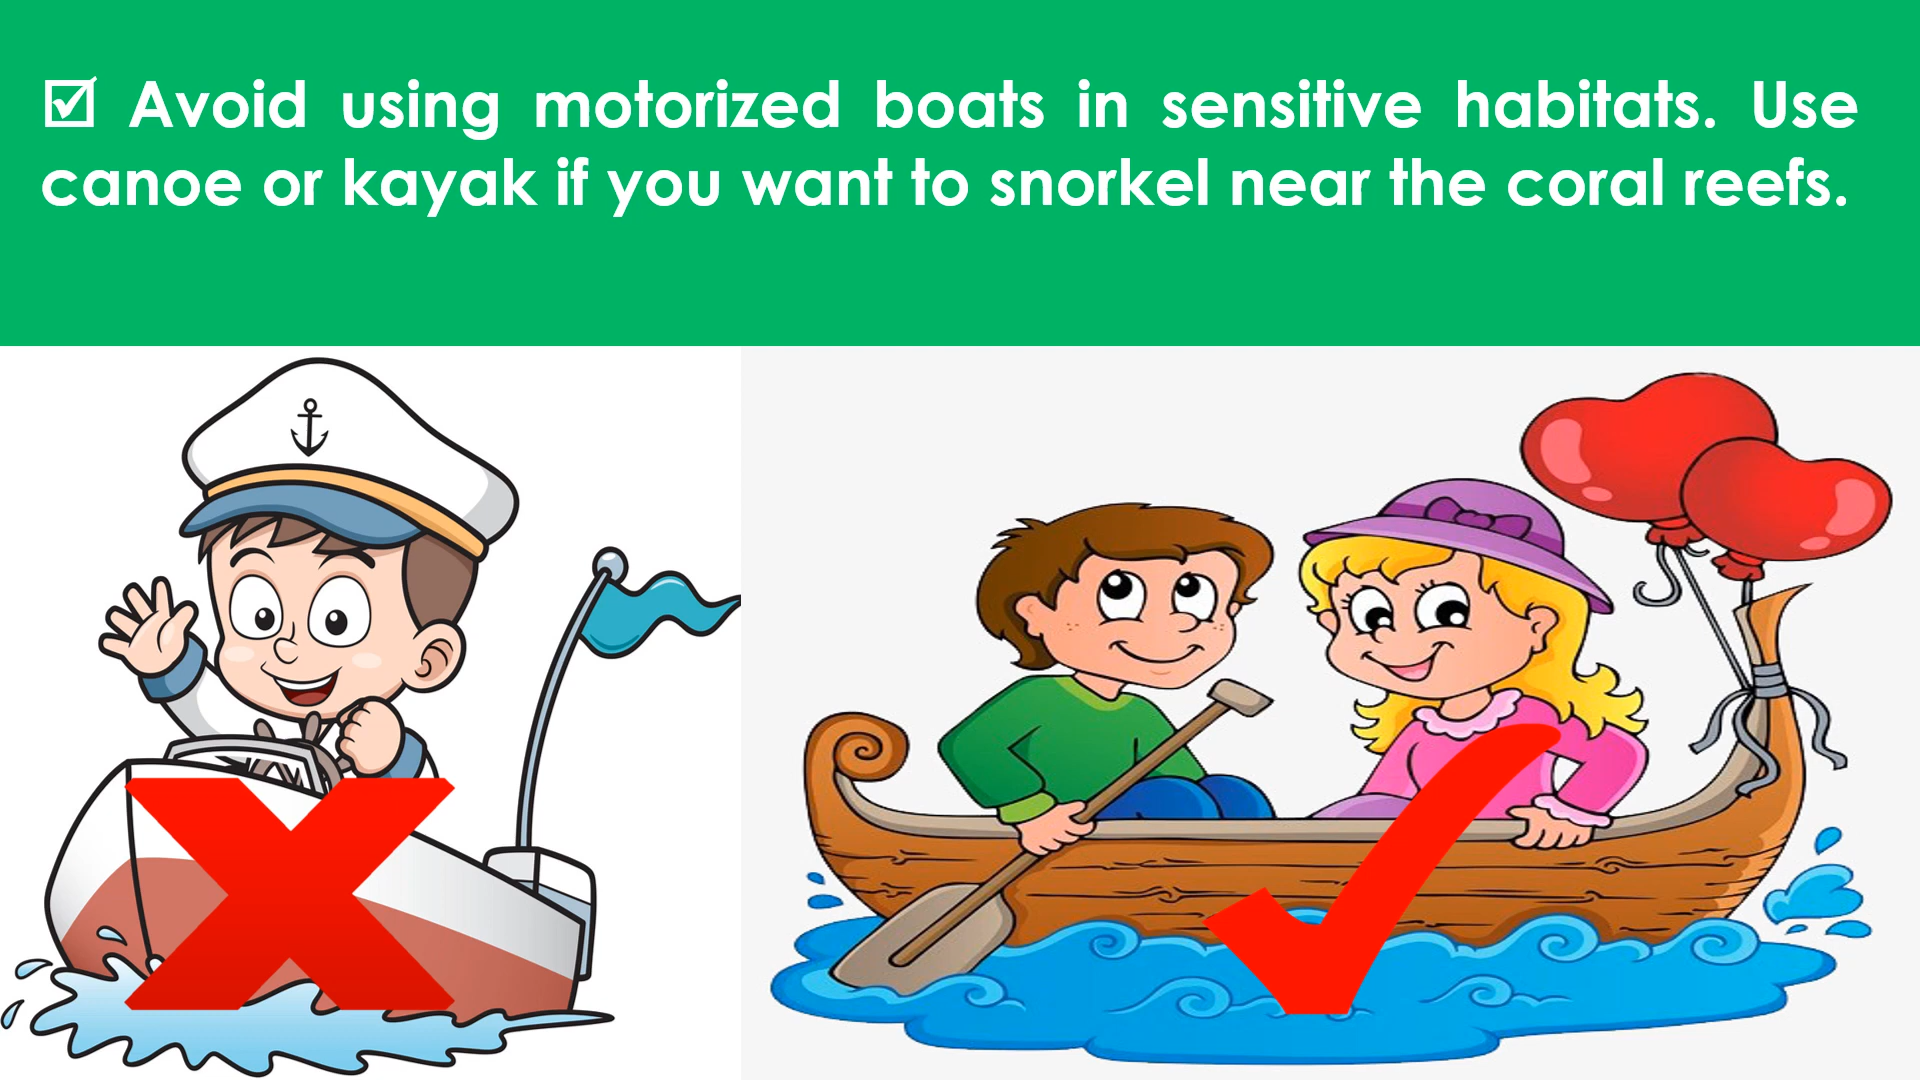 ☑ Avoid using motorized boats in sensitive habitats. Use
canoe or kayak if you want to snorkel near the coral reefs.